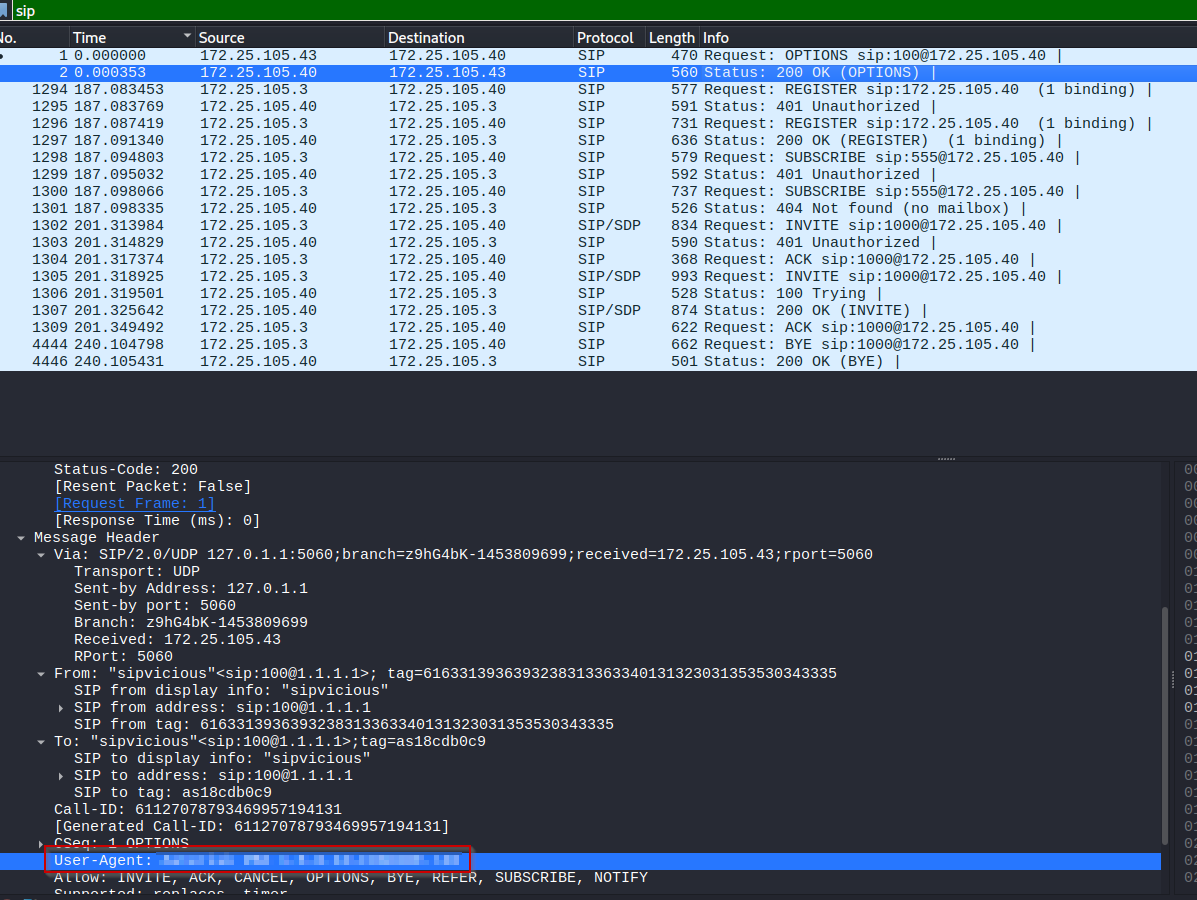 sip
No. Time Source Destination Protocol Length Info
1 0.000000 172.25.105.43 172.25.105.40 SIP 470 Request: OPTIONS sip:100@172.25.105.40 |
2 0.000353 172.25.105.40 172.25.105.43 SIP 560 Status: 200 OK (OPTIONS) |
1294 187.083453 172.25.105.3 172.25.105.40 SIP 577 Request: REGISTER sip:172.25.105.40 (1 binding) |
1295 187.083769 172.25.105.40 172.25.105.3 SIP 591 Status: 401 Unauthorized |
1296 187.087419 172.25.105.3 172.25.105.40 SIP 731 Request: REGISTER sip:172.25.105.40 (1 binding) |
1297 187.091340 172.25.105.40 172.25.105.3 SIP 636 Status: 200 OK (REGISTER) (1 binding) |
1298 187.094803 172.25.105.3 172.25.105.40 SIP 579 Request: SUBSCRIBE sip:555@172.25.105.40 |
1299 187.095032 172.25.105.40 172.25.105.3 SIP 592 Status: 401 Unauthorized |
1300 187.098066 172.25.105.3 172.25.105.40 SIP 737 Request: SUBSCRIBE sip:555@172.25.105.40 |
1301 187.098335 172.25.105.40 172.25.105.3 SIP 526 Status: 404 Not found (no mailbox) |
1302 201.313984 172.25.105.3 172.25.105.40 SIP/SDP 834 Request: INVITE sip:1000@172.25.105.40 |
1303 201.314829 172.25.105.40 172.25.105.3 SIP 590 Status: 401 Unauthorized |
1304 201.317374 172.25.105.3 172.25.105.40 SIP 368 Request: ACK sip:1000@172.25.105.40 |
1305 201.318925 172.25.105.3 172.25.105.40 SIP/SDP 993 Request: INVITE sip:1000@172.25.105.40 |
1306 201.319501 172.25.105.40 172.25.105.3 SIP 528 Status: 100 Trying |
1307 201.325642 172.25.105.40 172.25.105.3 SIP/SDP 874 Status: 200 OK (INVITE) |
1309 201.349492 172.25.105.3 172.25.105.40 SIP 622 Request: ACK sip:1000@172.25.105.40 |
4444 240.104798 172.25.105.3 172.25.105.40 SIP 662 Request: BYE sip:1000@172.25.105.40 |
4446 240.105431 172.25.105.40 172.25.105.3 SIP 501 Status: 200 OK (BYE) |
Status-Code: 200
[Resent Packet: False]
[Request Frame: 1]
[Response Time (ms): 0]
Message Header
Via: SIP/2.0/UDP 127.0.1.1:5060;branch=z9hG4bK-1453809699;received=172.25.105.43;rport=5060
Transport: UDP
Sent-by Address: 127.0.1.1
Sent-by port: 5060
Branch: z9hG4bK-1453809699
Received: 172.25.105.43
RPort: 5060
From: "sipvicious"<sip:100@1.1.1.1>; tag=6163313936393238313363340131323031353530343335
SIP from display info: "sipvicious"
SIP from address: sip:100@1.1.1.1
SIP from tag: 6163313936393238313363340131323031353530343335
To: "sipvicious"<sip:100@1.1.1.1>;tag=as18cdb0c9
SIP to display info: "sipvicious"
SIP to address: sip:100@1.1.1.1
SIP to tag: as18cdb0c9
Call-ID: 61127078793469957194131
[Generated Call-ID: 61127078793469957194131]
CSeq: 1 OPTIONS
User-Agent:
Allow: INVITE, ACK, CANCEL, OPTIONS, BYE, REFER, SUBSCRIBE, NOTIFY
Supported: replaces, timer